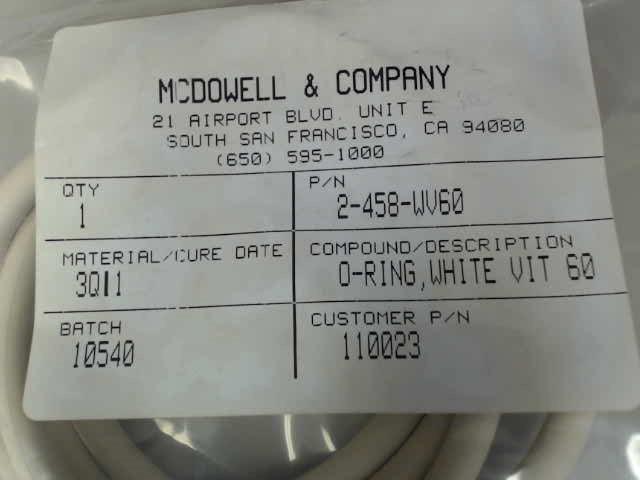 MCDOWELL & COMPANY
21 AIRPORT BLVD. UNIT E
SOUTH SAN FRANCISCO, CA 94080
(650) 595-1000
QTY
1
P/N
2-458-WV60
MATERIAL/CURE DATE
3Q11
COMPOUND/DESCRIPTION
O-RING,WHITE VIT 60
BATCH
10540
CUSTOMER P/N
110023